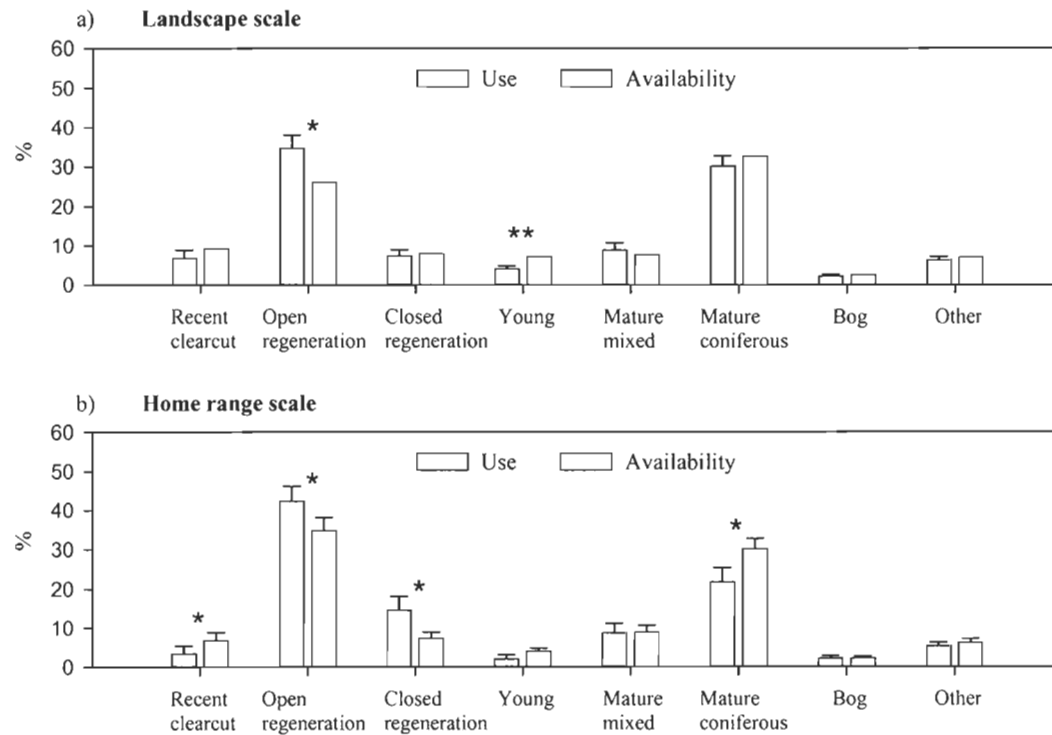 a) Landscape scale
60
50
40
30
20
10
0
%
Use Availability
*
**
Recent clearcut
Open regeneration
Closed regeneration
Young
Mature mixed
Mature coniferous
Bog
Other
b) Home range scale
60
50
40
30
20
10
0
%
Use Availability
*
*
*
*
Recent clearcut
Open regeneration
Closed regeneration
Young
Mature mixed
Mature coniferous
Bog
Other